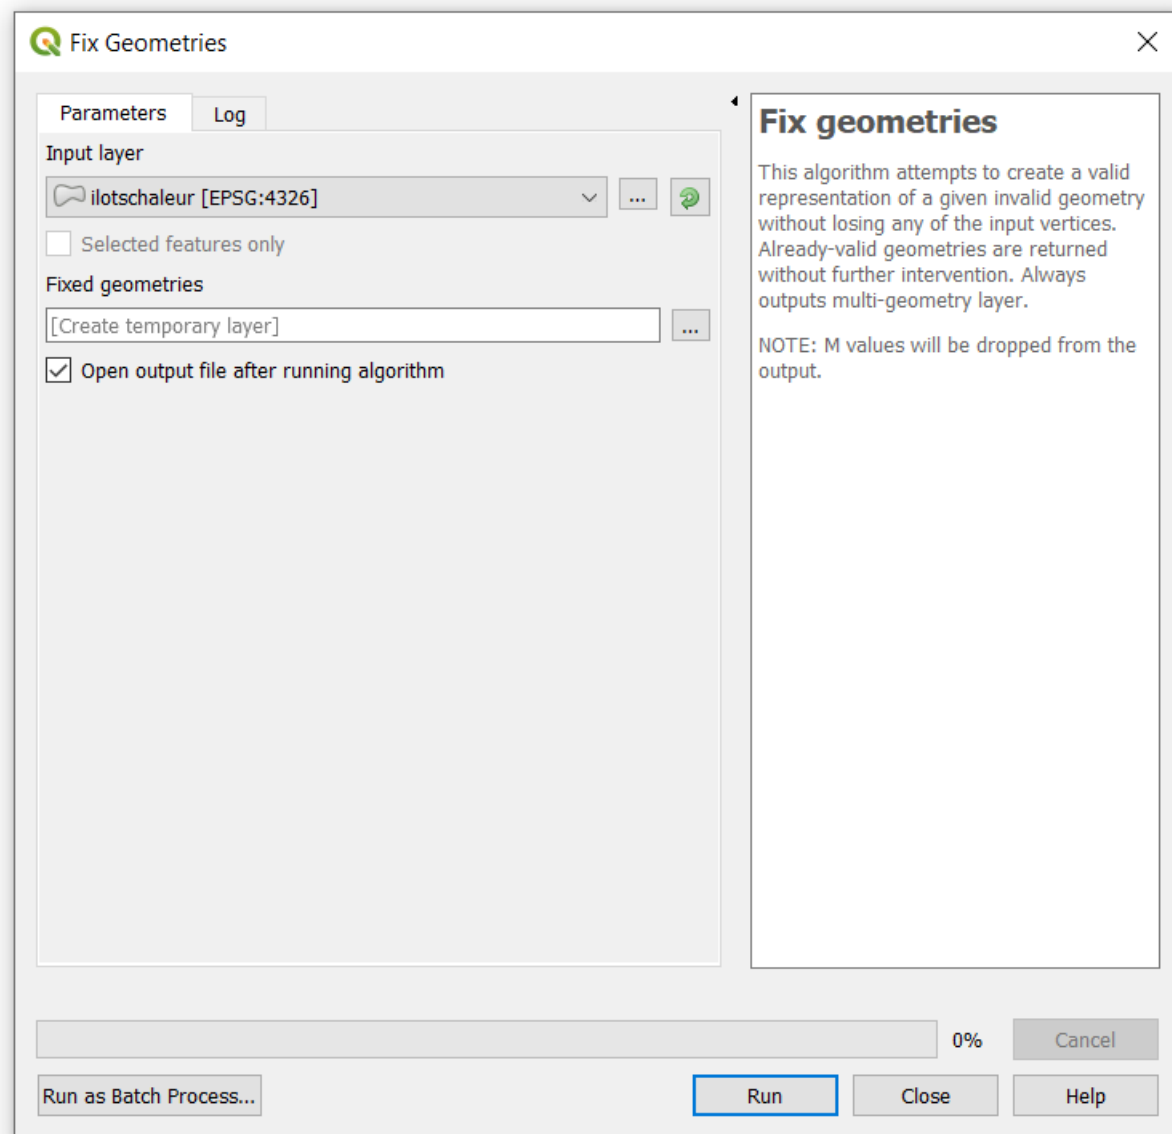 Fix Geometries
Parameters
Log
Input layer
ilotschaleur [EPSG:4326]
...
Selected features only
Fixed geometries
[Create temporary layer]
...
Open output file after running algorithm
Fix geometries
This algorithm attempts to create a valid
representation of a given invalid geometry
without losing any of the input vertices.
Already-valid geometries are returned
without further intervention. Always
outputs multi-geometry layer.
NOTE: M values will be dropped from the
output.
0%
Cancel
Run as Batch Process...
Run
Close
Help